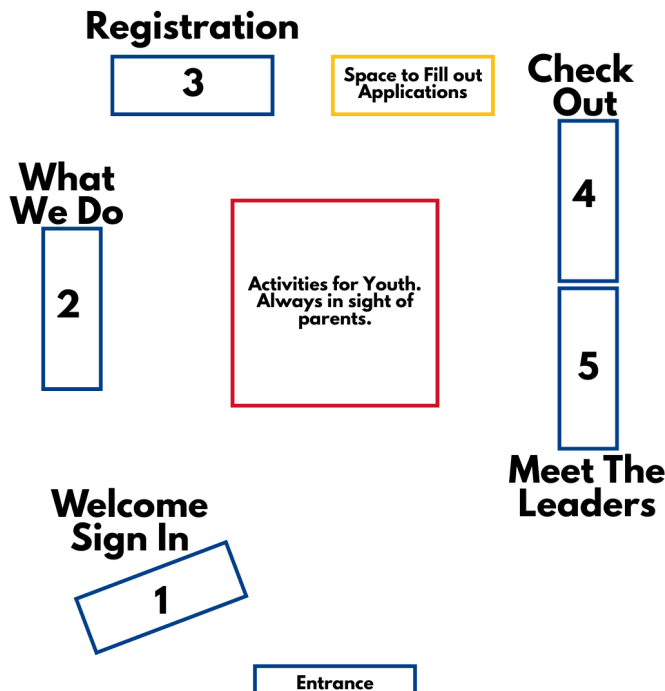 Registration
3
Space to Fill out
Applications
Check
Out
4
What
We Do
2
Activities for Youth.
Always in sight of
parents.
5
Meet The
Leaders
Welcome
Sign In
1
Entrance